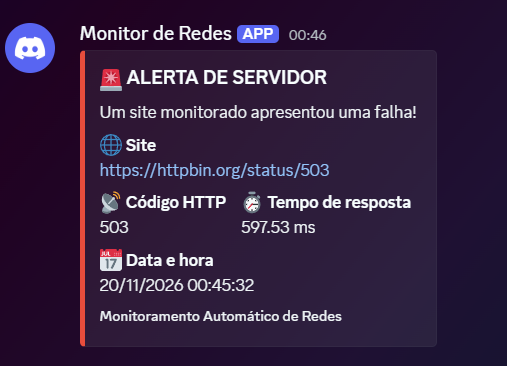 Monitor de Redes APP 00:46
🚨 ALERTA DE SERVIDOR
Um site monitorado apresentou uma falha!
🌐 Site
https://httpbin.org/status/503
📡 Código HTTP ⏱️ Tempo de resposta
503 597.53 ms
📅 Data e hora
20/11/2026 00:45:32
Monitoramento Automático de Redes